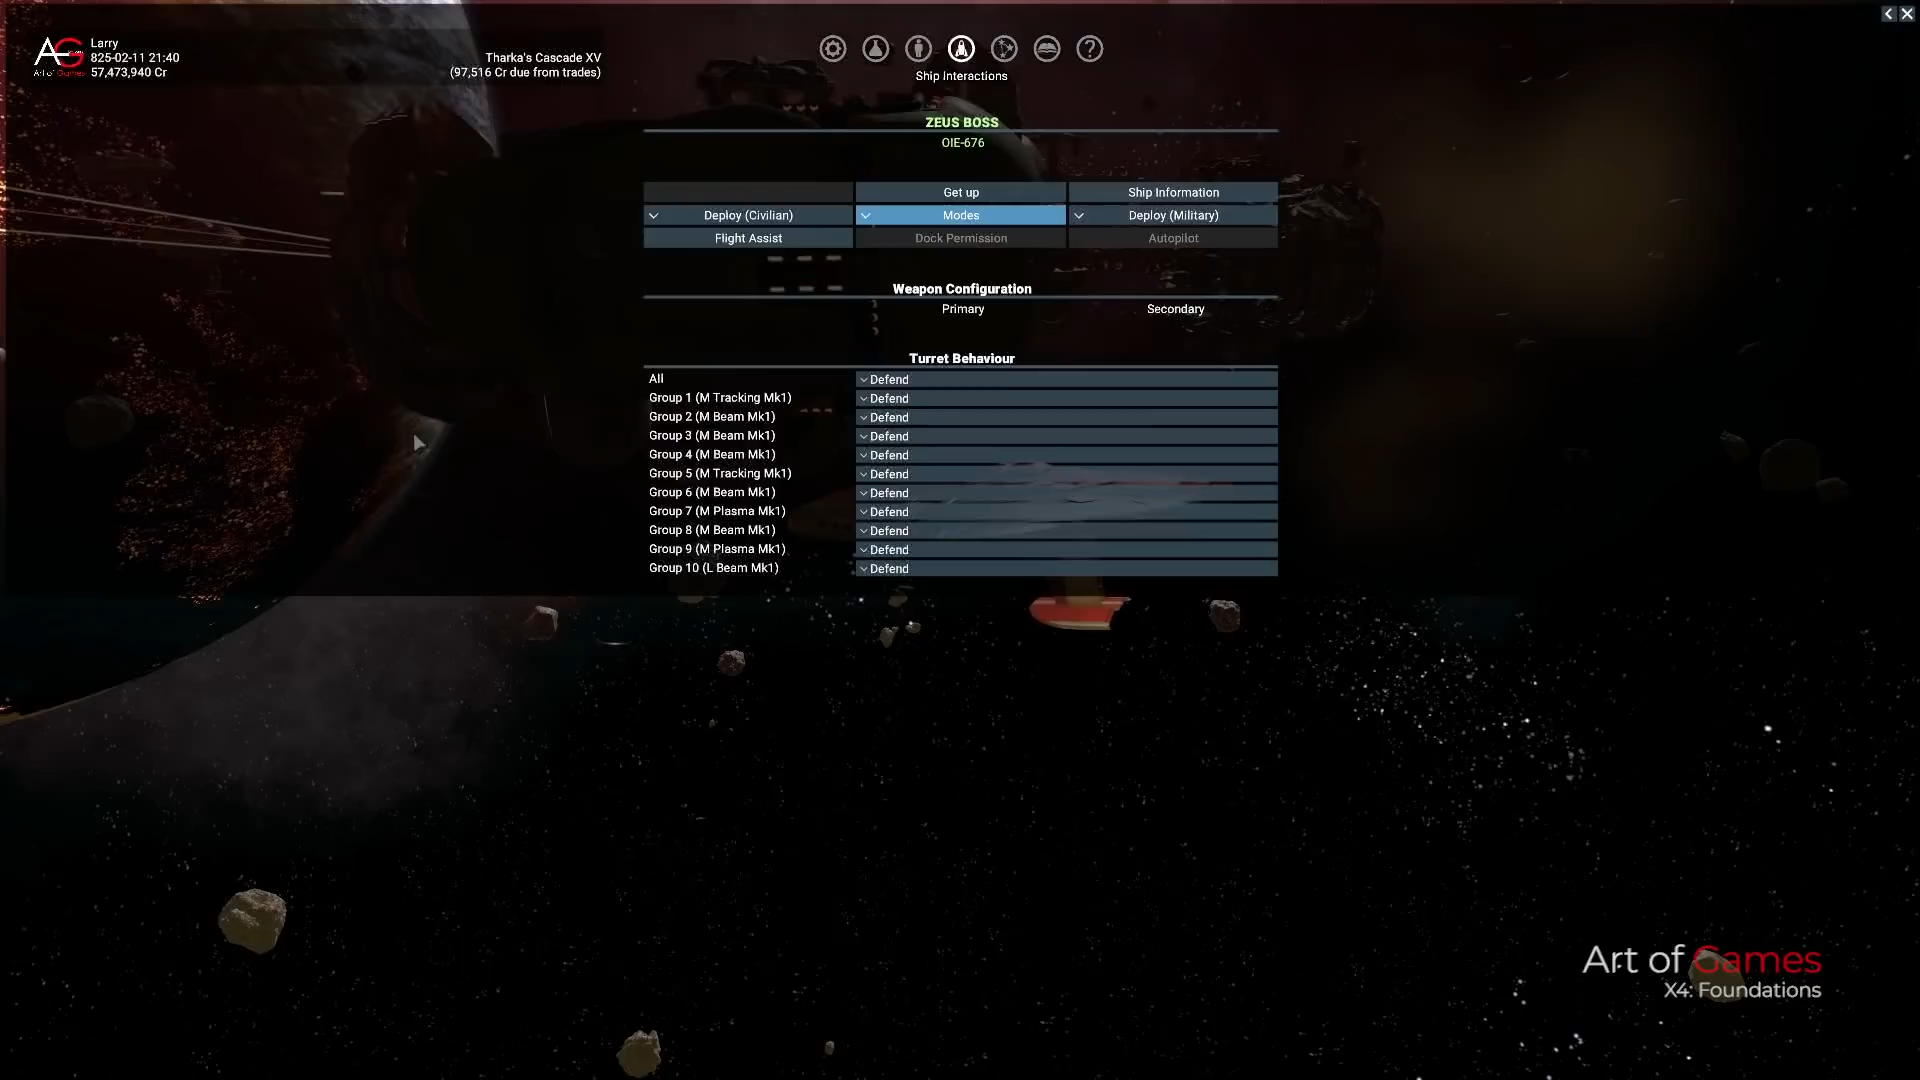 AG
Art of Games
Larry
825-02-11 21:40
57,473,940 Cr
Tharka's Cascade XV
(97,516 Cr due from trades)
?
Ship Interactions
ZEUS BOSS
OIE-676
Get up
Ship Information
Deploy (Civilian)
Modes
Deploy (Military)
Flight Assist
Dock Permission
Autopilot
Weapon Configuration
Primary
Secondary
Turret Behaviour
All
Defend
Group 1 (M Tracking Mk1)
Defend
Group 2 (M Beam Mk1)
Defend
Group 3 (M Beam Mk1)
Defend
Group 4 (M Beam Mk1)
Defend
Group 5 (M Tracking Mk1)
Defend
Group 6 (M Beam Mk1)
Defend
Group 7 (M Plasma Mk1)
Defend
Group 8 (M Beam Mk1)
Defend
Group 9 (M Plasma Mk1)
Defend
Group 10 (L Beam Mk1)
Defend
Art of Games
X4: Foundations